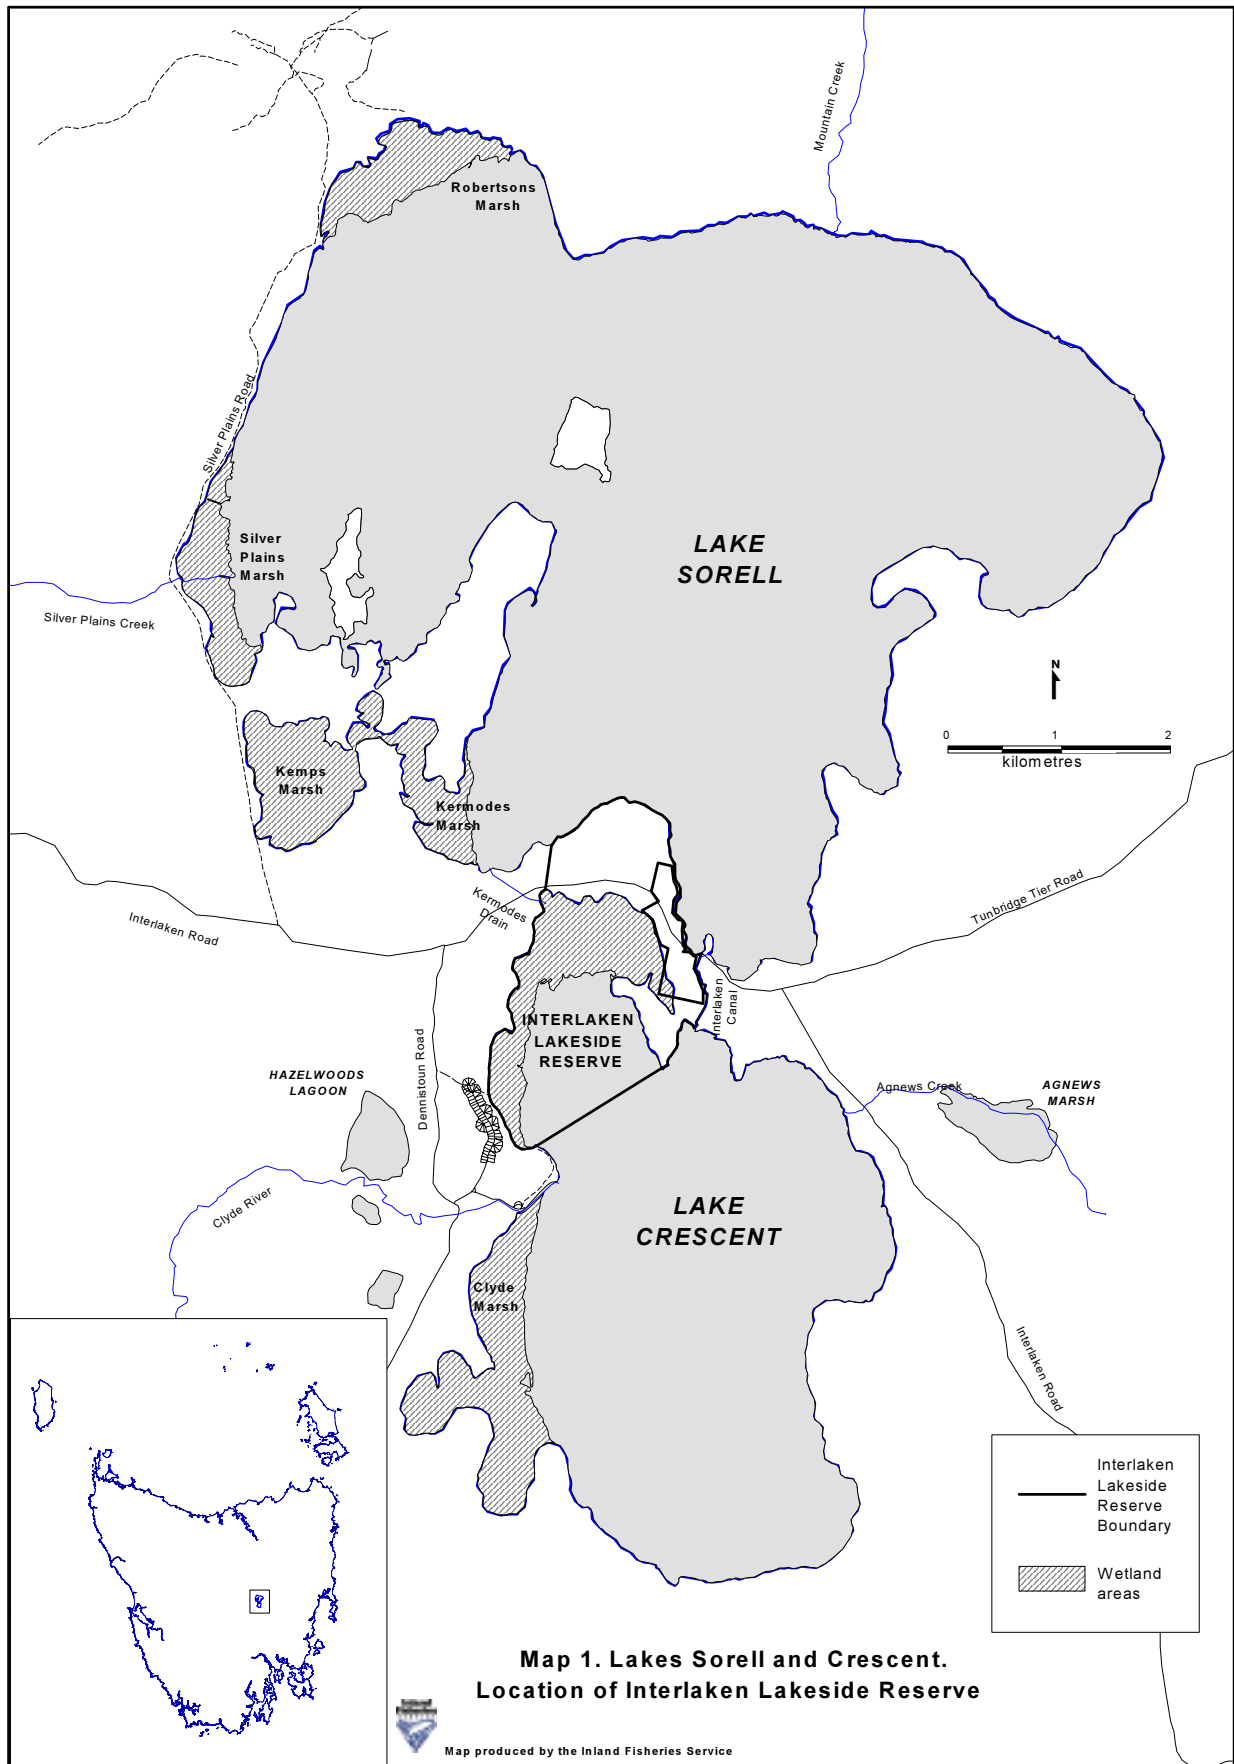 Mountain Creek
Robertsons
Marsh
Silver Plains Road
LAKE
SORELL
Silver
Plains
Marsh
Silver Plains Creek
N
0 1 2
kilometres
Kemps
Marsh
Kermodes
Marsh
Kermodes
Drain
Interlaken Road
Tunbridge Tier Road
Interlaken
Canal
INTERLAKEN
LAKESIDE
RESERVE
Dennistoun Road
HAZELWOODS
LAGOON
Agnews Creek
AGNEWS
MARSH
Clyde River
LAKE
CRESCENT
Clyde
Marsh
Interlaken Road
Interlaken
Lakeside
Reserve
Boundary
Wetland
areas
Map 1. Lakes Sorell and Crescent.
Location of Interlaken Lakeside Reserve
Map produced by the Inland Fisheries Service